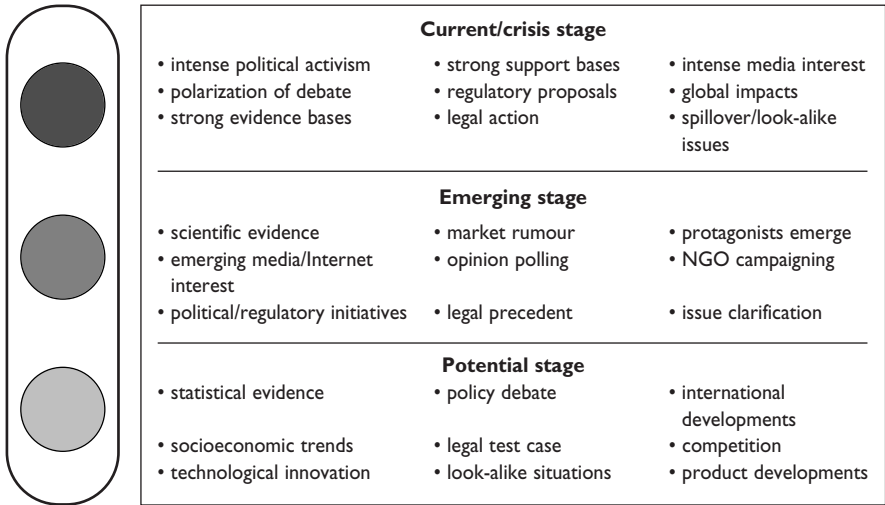 Current/crisis stage
• intense political activism • strong support bases • intense media interest
• polarization of debate • regulatory proposals • global impacts
• strong evidence bases • legal action • spillover/look-alike
issues
Emerging stage
• scientific evidence • market rumour • protagonists emerge
• emerging media/Internet • opinion polling • NGO campaigning
interest
• political/regulatory initiatives • legal precedent • issue clarification
Potential stage
• statistical evidence • policy debate • international
developments
• socioeconomic trends • legal test case • competition
• technological innovation • look-alike situations • product developments